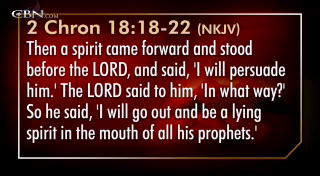 CBN.COM
2 Chron 18:18-22 (NKJV)
Then a spirit came forward and stood
before the LORD, and said, 'I will persuade
him.' The LORD said to him, 'In what way?'
So he said, 'I will go out and be a lying
spirit in the mouth of all his prophets.'